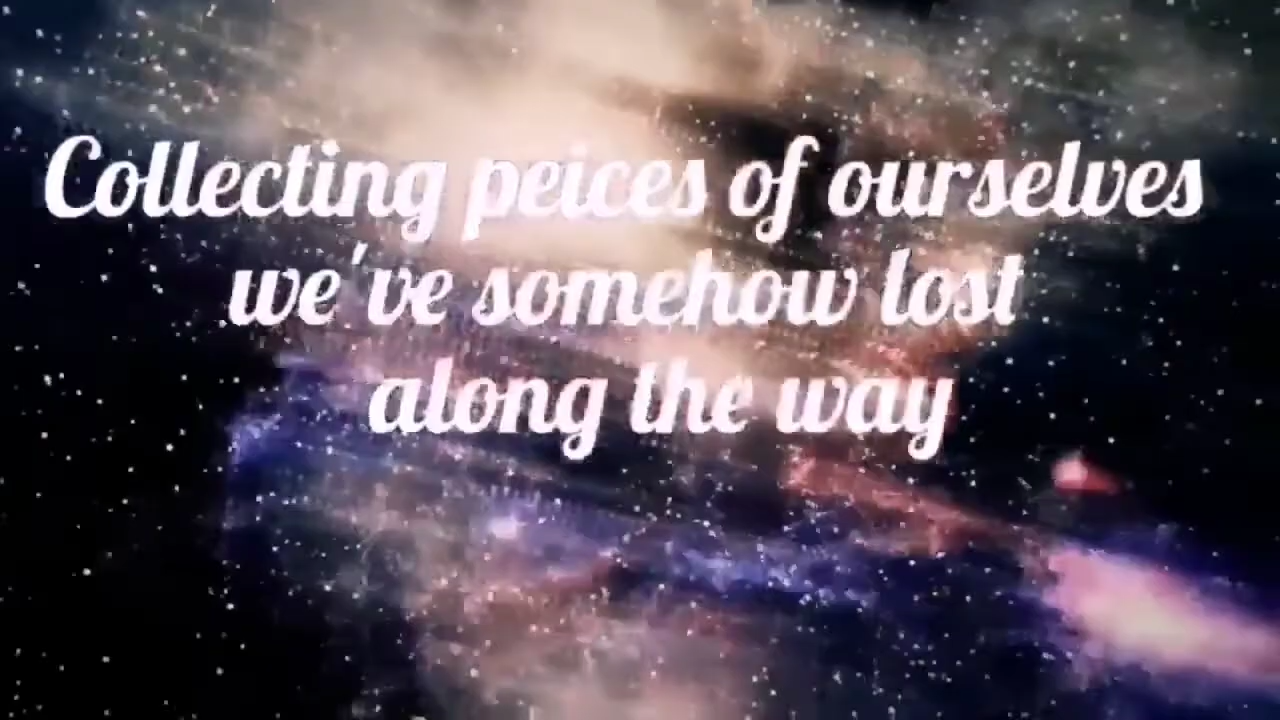 Collecting peices of ourselves
we've somehow lost
along the way